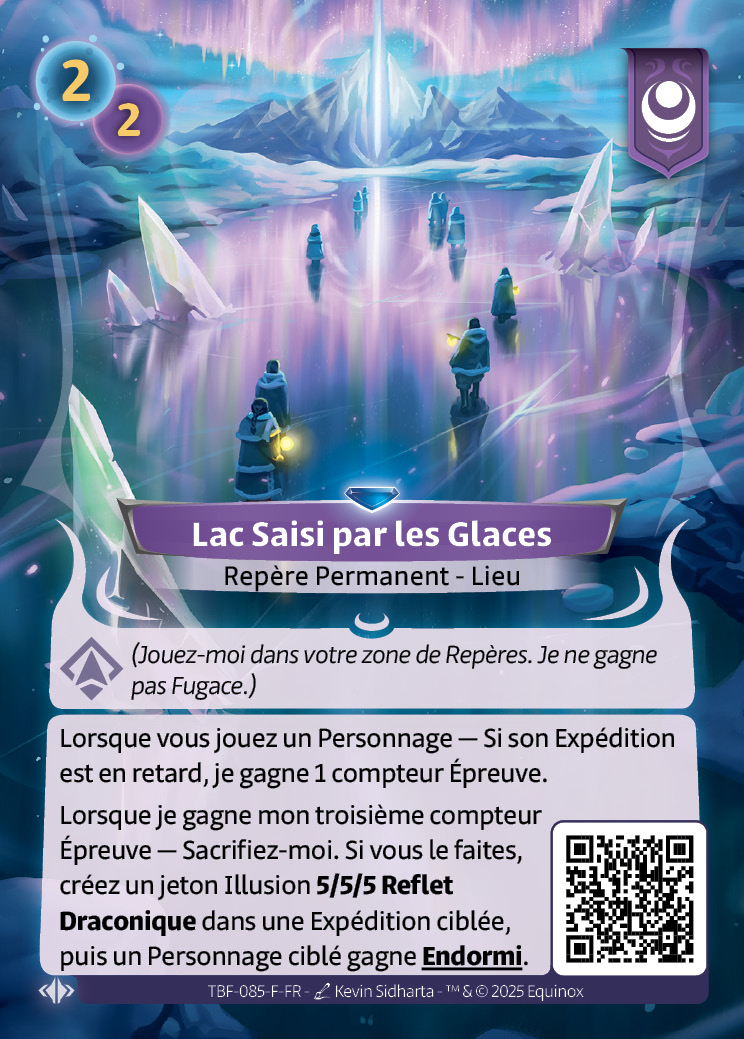 2
2
Lac Saisi par les Glaces
Repère Permanent - Lieu
(Jouez-moi dans votre zone de Repères. Je ne gagne
pas Fugace.)
Lorsque vous jouez un Personnage — Si son Expédition
est en retard, je gagne 1 compteur Épreuve.
Lorsque je gagne mon troisième compteur
Épreuve — Sacrifiez-moi. Si vous le faites,
créez un jeton Illusion 5/5/5 Reflet
Draconique dans une Expédition ciblée,
puis un Personnage ciblé gagne Endormi.
TBF-085-F-FR - Kevin Sidharta - ™ & © 2025 Equinox